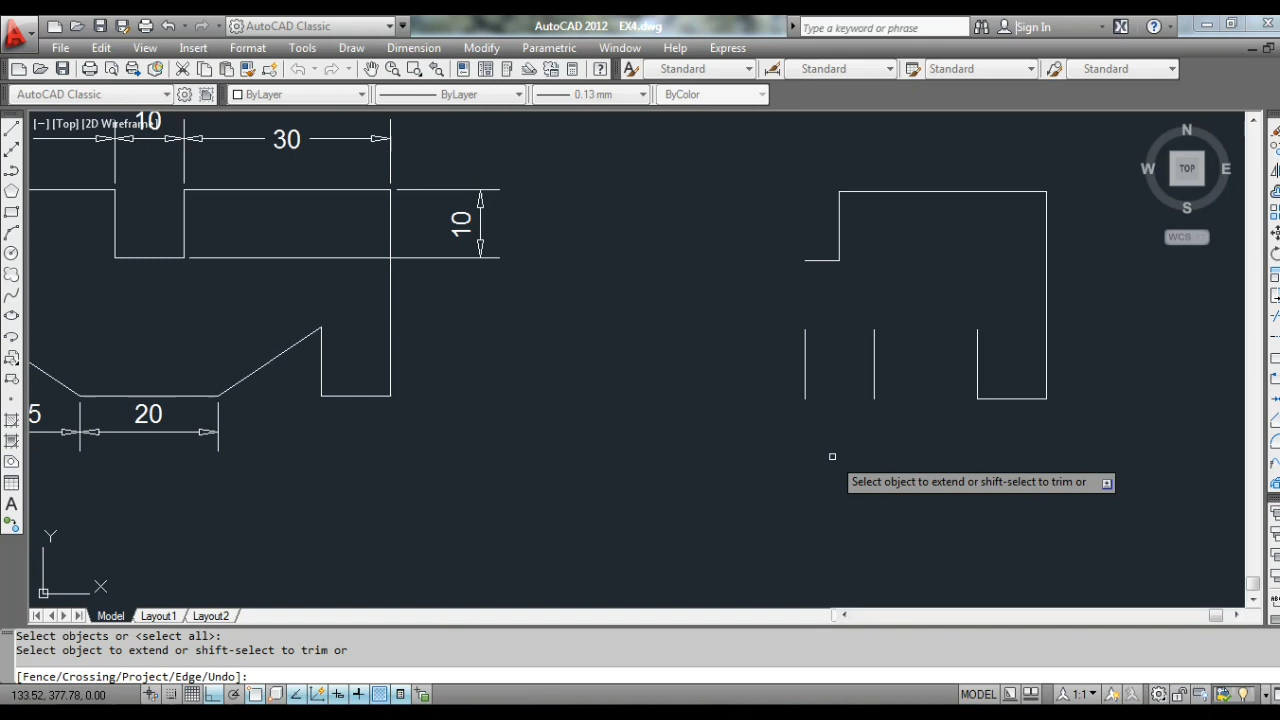 AutoCAD Classic
AutoCAD 2012 EX4.dwg
Type a keyword or phrase
Sign In
File Edit View Insert Format Tools Draw Dimension Modify Parametric Window Help Express
Standard Standard Standard Standard
AutoCAD Classic ByLayer ByLayer 0.13 mm ByColor
[−] [Top] [2D Wireframe]
10
30
10
5
20
N
W TOP E
S
WCS
Select object to extend or shift-select to trim or
Y
X
Model Layout1 Layout2
Select objects or <select all>:
Select object to extend or shift-select to trim or
[Fence/Crossing/Project/Edge/Undo]:
133.52, 377.78, 0.00
MODEL 1:1